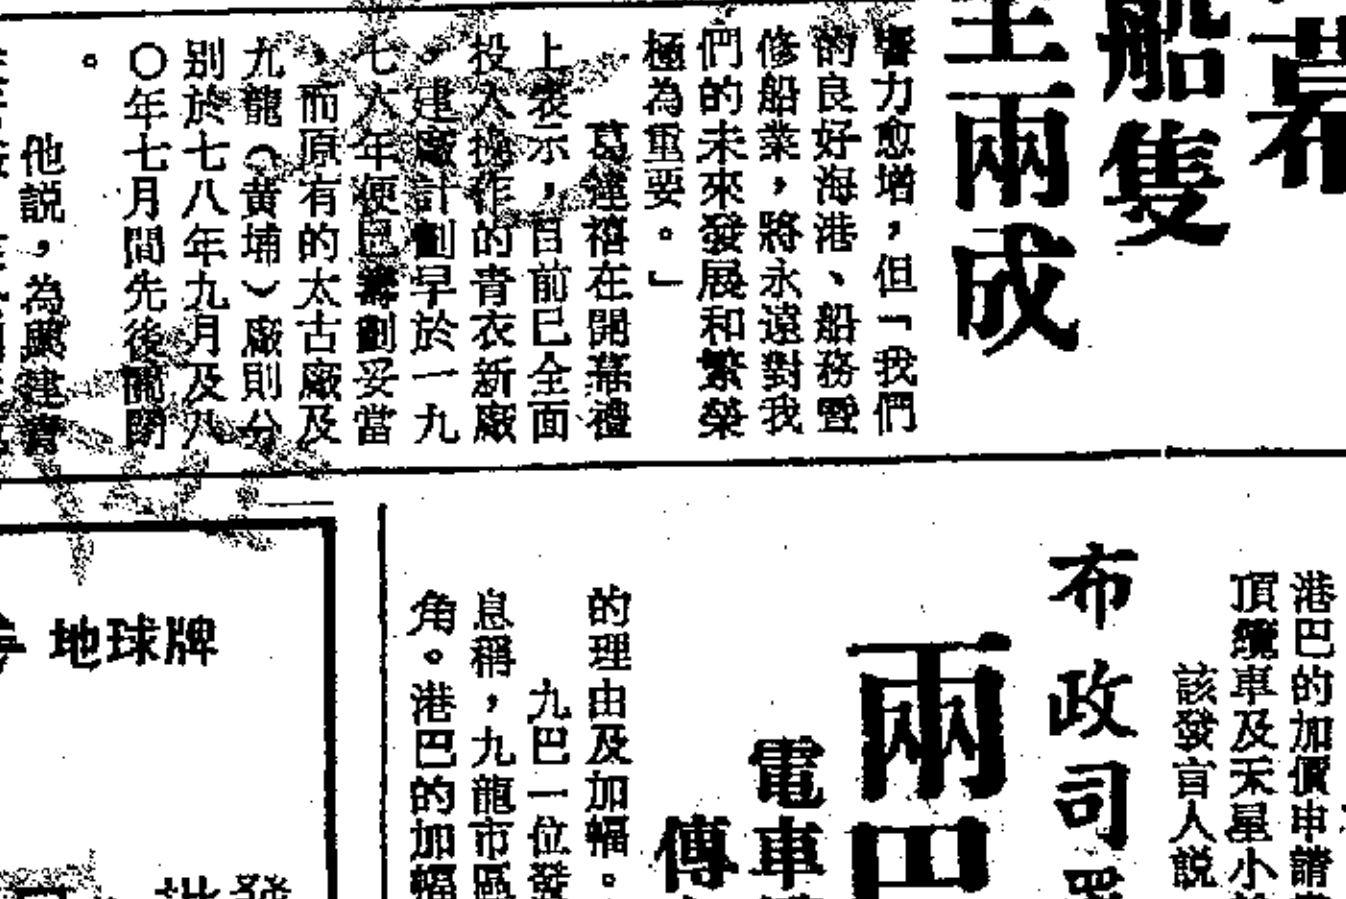 幕
船隻
至兩成
響力愈增，但「我們
的良好海港、船務暨
修船業，將永遠對我
們的未來發展和繁榮
極為重要。」
葛達禧在開幕禮
上表示，目前已全面
投入操作的青衣新廠
，建廠計劃早於一九
七六年便已籌劃妥當
，而原有的太古廠及
九龍（黃埔）廠則分
別於七八年九月及八
〇年七月間先後關閉
。
他說，為興建
港巴的加價申請
頂纜車及天星小
該發言人說
布政司署
兩巴
電車
傳
的理由及加幅。
九巴一位發
息稱，九龍市區
角。港巴的加幅
地球牌